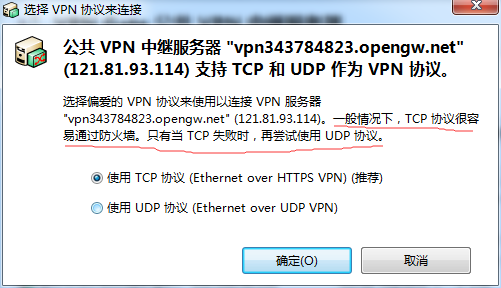 选择 VPN 协议来连接
公共 VPN 中继服务器 "vpn343784823.opengw.net"
(121.81.93.114) 支持 TCP 和 UDP 作为 VPN 协议。
选择偏爱的 VPN 协议来使用以连接 VPN 服务器
"vpn343784823.opengw.net" (121.81.93.114)。一般情况下，TCP 协议很容
易通过防火墙。只有当 TCP 失败时，再尝试使用 UDP 协议。
使用 TCP 协议 (Ethernet over HTTPS VPN) (推荐)
使用 UDP 协议 (Ethernet over UDP VPN)
确定(O)
取消